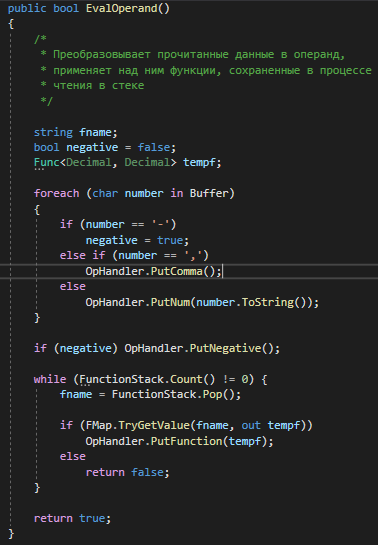 public bool EvalOperand()
{
/*
* Преобразовывает прочитанные данные в операнд,
* применяет над ним функции, сохраненные в процессе
* чтения в стеке
*/
string fname;
bool negative = false;
Func<Decimal, Decimal> tempf;
foreach (char number in Buffer)
{
if (number == '-')
negative = true;
else if (number == ',')
OpHandler.PutComma();
else
OpHandler.PutNum(number.ToString());
}
if (negative) OpHandler.PutNegative();
while (FunctionStack.Count() != 0) {
fname = FunctionStack.Pop();
if (FMap.TryGetValue(fname, out tempf))
OpHandler.PutFunction(tempf);
else
return false;
}
return true;
}